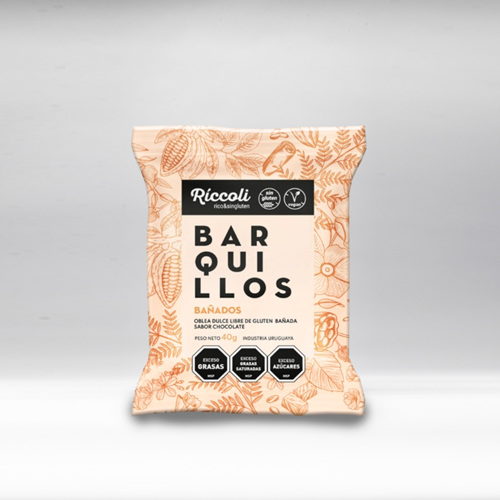 Riccoli
rico&singluten
sin
gluten
vegano
BAR
QUI
LLOS
BAÑADOS
OBLEA DULCE LIBRE DE GLUTEN BAÑADA
SABOR CHOCOLATE
PESO NETO: 40g INDUSTRIA URUGUAYA
EXCESO
GRASAS
MSP
EXCESO
GRASAS
SATURADAS
MSP
EXCESO
AZÚCARES
MSP